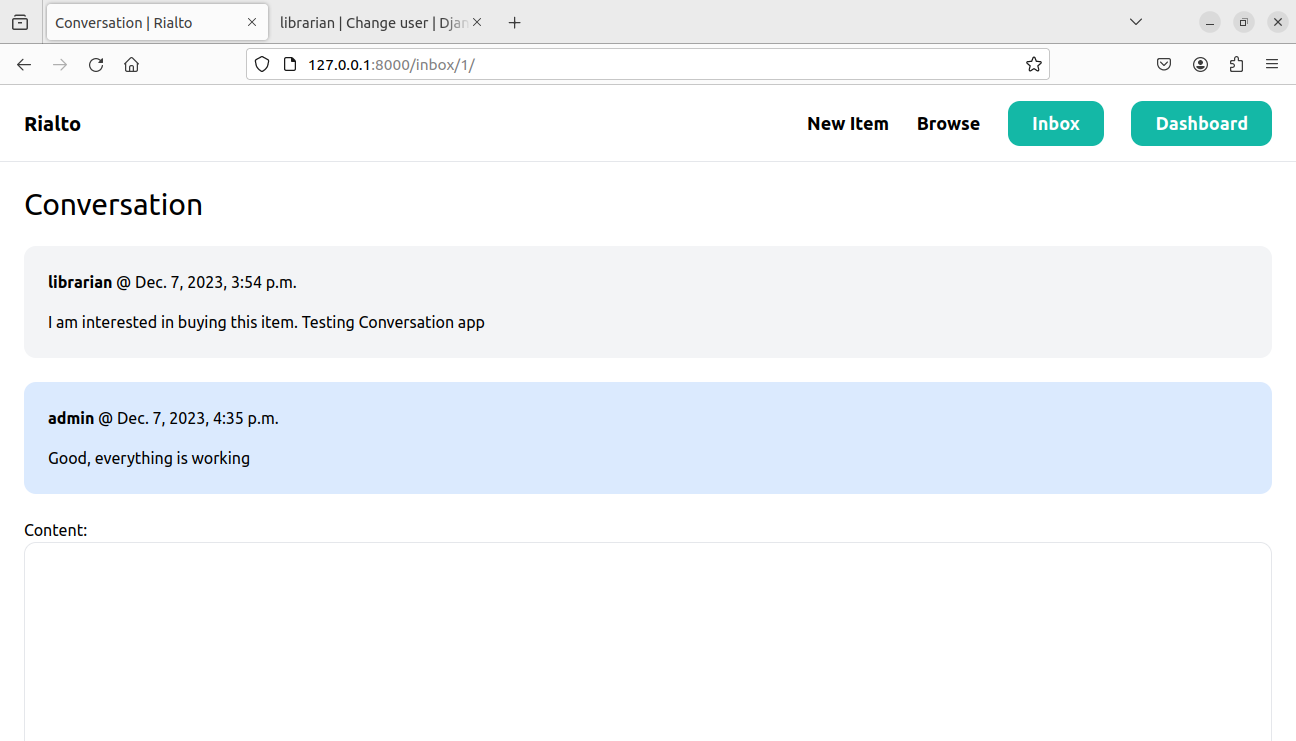 Conversation | Rialto
librarian | Change user | Djan
127.0.0.1:8000/inbox/1/
Rialto
New Item
Browse
Inbox
Dashboard
Conversation
librarian @ Dec. 7, 2023, 3:54 p.m.
I am interested in buying this item. Testing Conversation app
admin @ Dec. 7, 2023, 4:35 p.m.
Good, everything is working
Content: